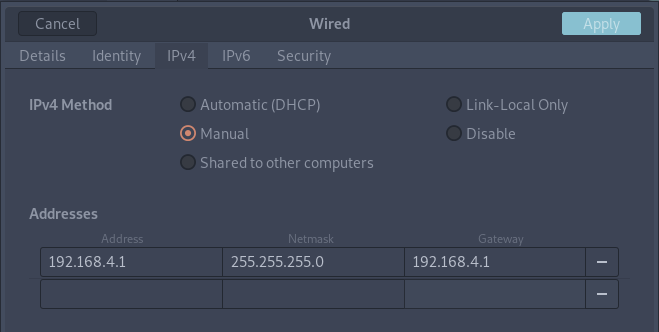 Cancel Wired Apply
Details Identity IPv4 IPv6 Security
IPv4 Method Automatic (DHCP) Link-Local Only
Manual Disable
Shared to other computers
Addresses
Address Netmask Gateway
192.168.4.1 255.255.255.0 192.168.4.1